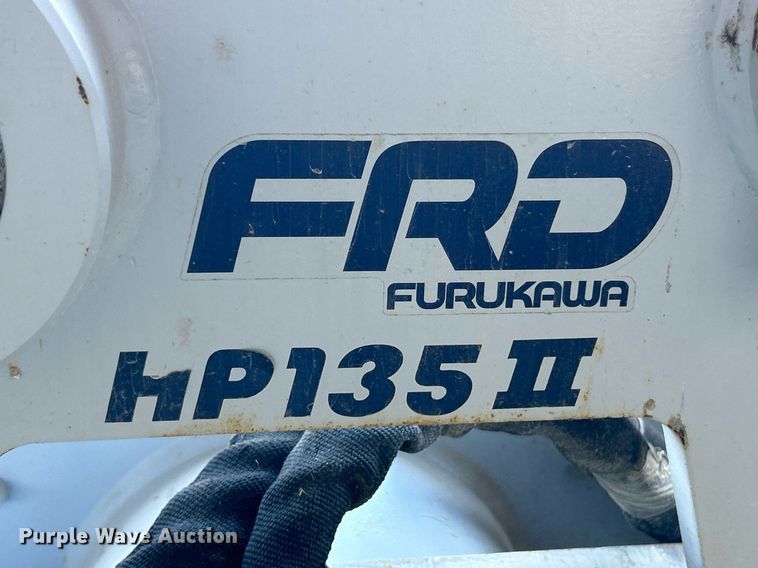 FRD
FURUKAWA
HP135 II
Purple Wave Auction